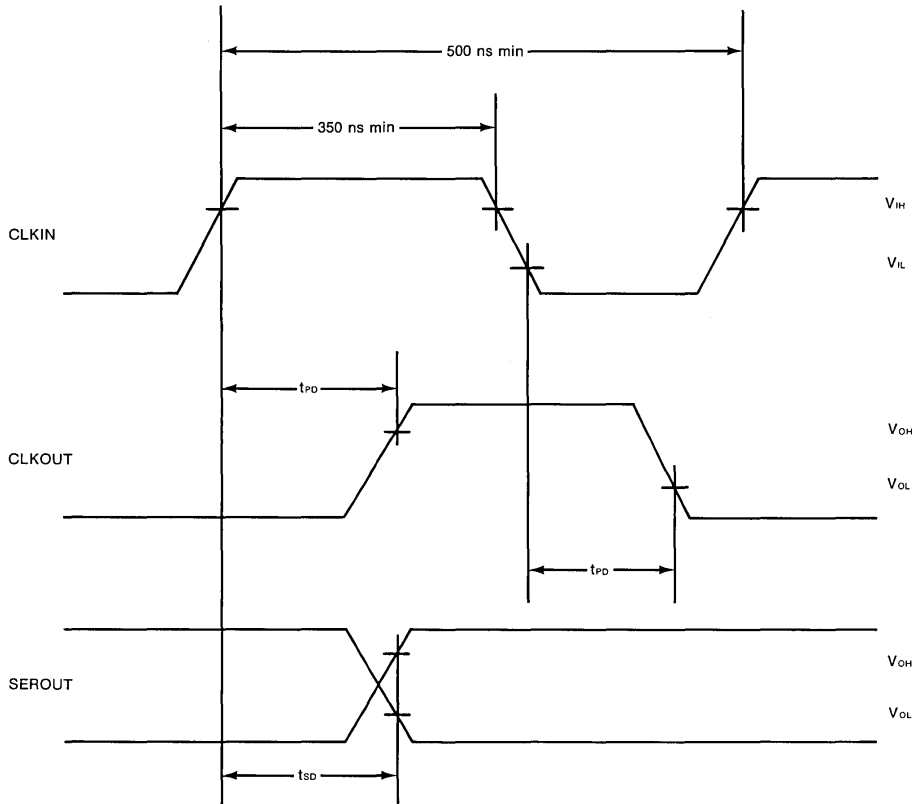 500 ns min
350 ns min
CLKIN
VIH
VIL
tPD
CLKOUT
VOH
VOL
tPD
SEROUT
VOH
VOL
tSD